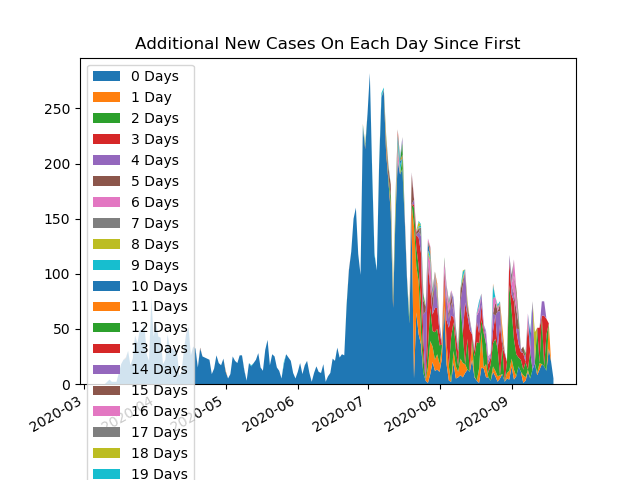 Additional New Cases On Each Day Since First
250
200
150
100
50
0
0 Days
1 Day
2 Days
3 Days
4 Days
5 Days
6 Days
7 Days
8 Days
9 Days
10 Days
11 Days
12 Days
13 Days
14 Days
15 Days
16 Days
17 Days
18 Days
19 Days
2020-03
2020-04
2020-05
2020-06
2020-07
2020-08
2020-09